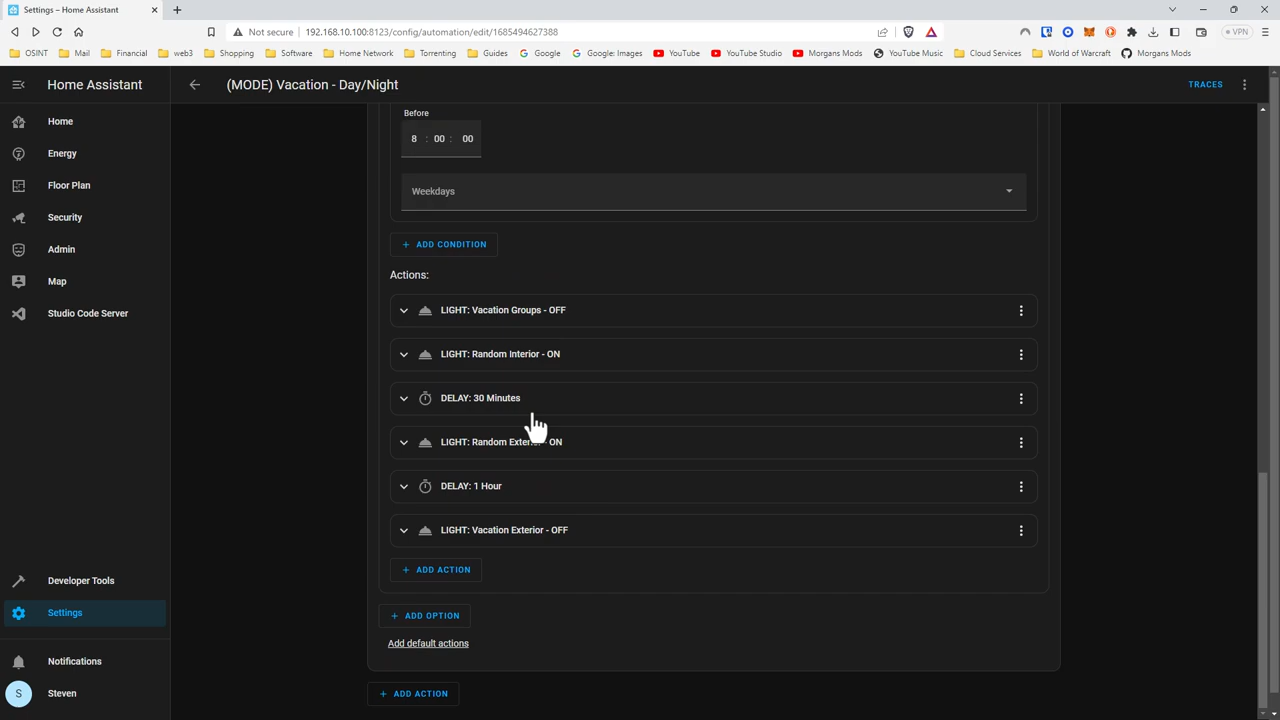 Settings – Home Assistant
Not secure
192.168.10.100:8123/config/automation/edit/1685494627388
VPN
OSINT
Mail
Financial
web3
Shopping
Software
Home Network
Torrenting
Guides
Google
Google: Images
YouTube
YouTube Studio
Morgans Mods
YouTube Music
Cloud Services
World of Warcraft
Morgans Mods
Home Assistant
(MODE) Vacation - Day/Night
TRACES
Home
Energy
Floor Plan
Security
Admin
Map
Studio Code Server
Developer Tools
Settings
Notifications
S
Steven
Before
8 : 00 : 00
Weekdays
+ ADD CONDITION
Actions:
LIGHT: Vacation Groups - OFF
LIGHT: Random Interior - ON
DELAY: 30 Minutes
LIGHT: Random Exterior - ON
DELAY: 1 Hour
LIGHT: Vacation Exterior - OFF
+ ADD ACTION
+ ADD OPTION
Add default actions
+ ADD ACTION